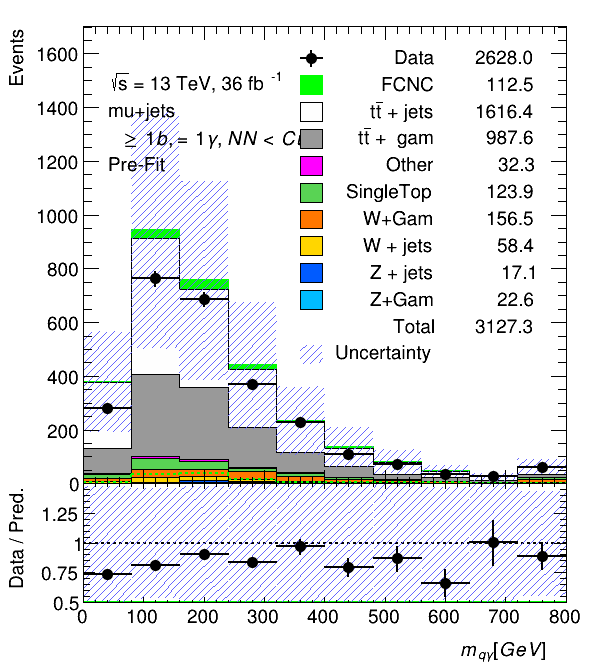 Events
1600
1400
1200
1000
800
600
400
200
0
√s = 13 TeV, 36 fb⁻¹
mu+jets
≥ 1b, = 1γ, NN < 
Pre-Fit
Data 2628.0
FCNC 112.5
tt̄ + jets 1616.4
tt̄ + gam 987.6
Other 32.3
SingleTop 123.9
W+Gam 156.5
W + jets 58.4
Z + jets 17.1
Z+Gam 22.6
Total 3127.3
Uncertainty
Data / Pred.
1.25
1
0.75
0.5
0 100 200 300 400 500 600 700 800
m_qγ[GeV]